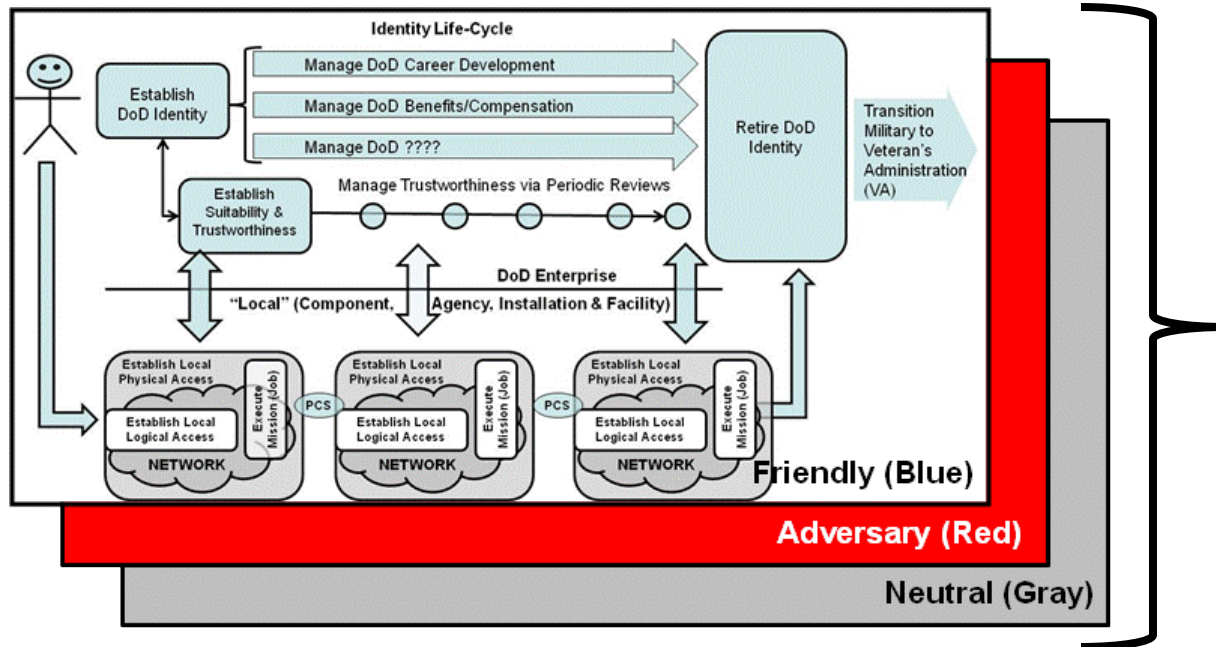 Identity Life-Cycle
Establish
DoD Identity
Manage DoD Career Development
Manage DoD Benefits/Compensation
Manage DoD ????
Retire DoD
Identity
Transition
Military to
Veteran's
Administration
(VA)
Manage Trustworthiness via Periodic Reviews
Establish
Suitability &
Trustworthiness
DoD Enterprise
“Local” (Component, Agency, Installation & Facility)
Establish Local
Physical Access
Execute
Mission (Job)
Establish Local
Logical Access
NETWORK
PCS
Establish Local
Physical Access
Execute
Mission (Job)
Establish Local
Logical Access
NETWORK
PCS
Establish Local
Physical Access
Execute
Mission (Job)
Establish Local
Logical Access
NETWORK
Friendly (Blue)
Adversary (Red)
Neutral (Gray)